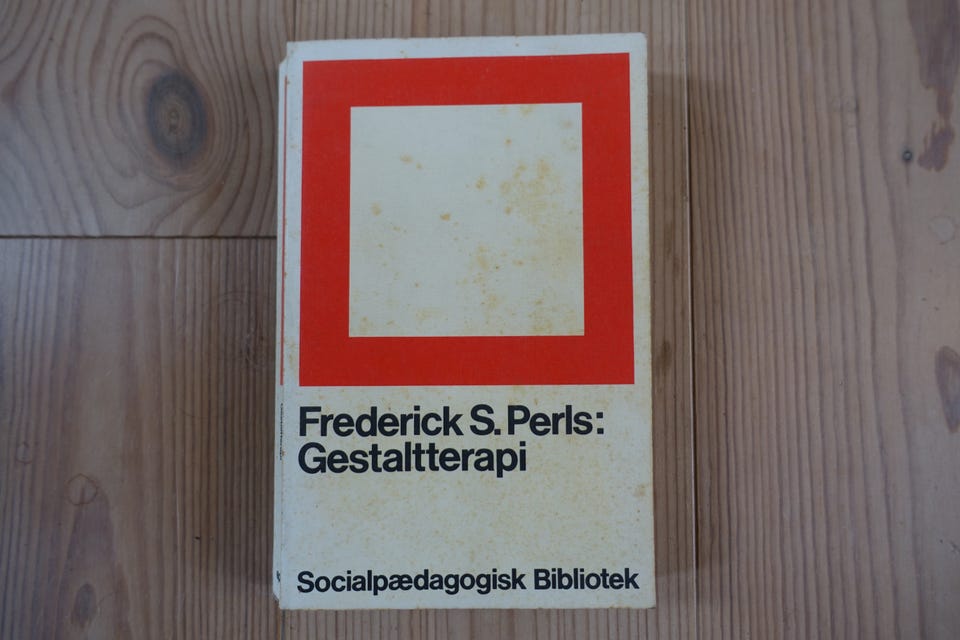 Frederick S. Perls:
Gestaltterapi
Socialpædagogisk Bibliotek